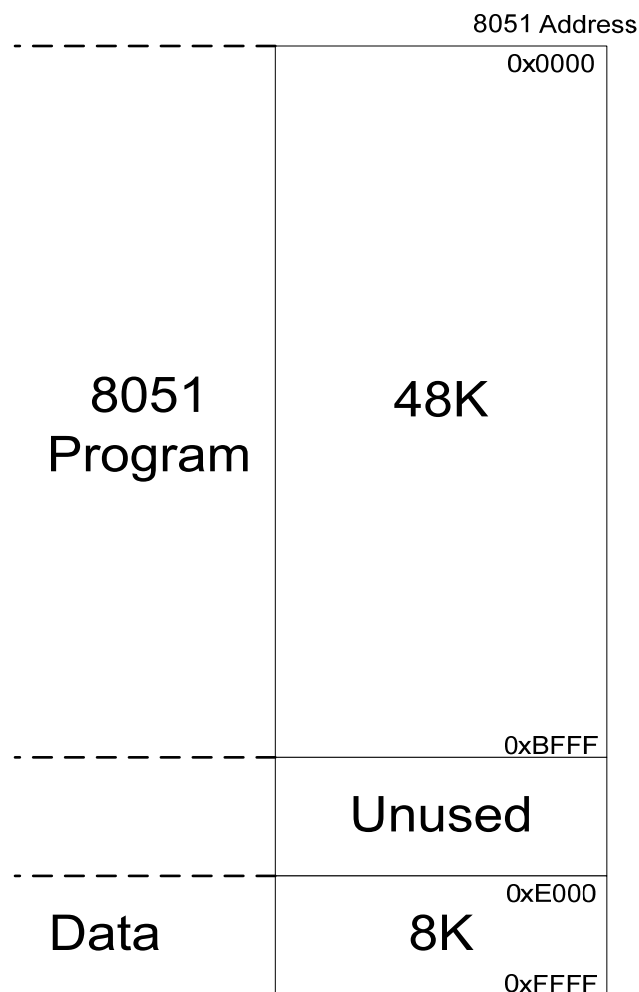 8051 Address
0x0000
8051
Program
48K
0xBFFF
Unused
0xE000
Data
8K
0xFFFF